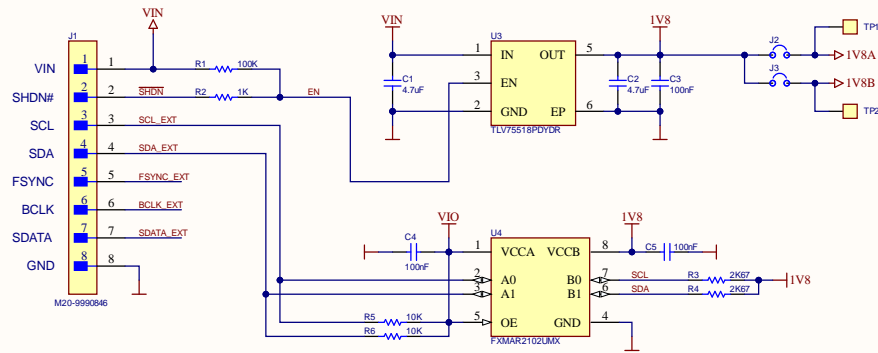 VIN
J1
VIN 1 1
SHDN# 2 2 SHDN
SCL 3 3 SCL_EXT
SDA 4 4 SDA_EXT
FSYNC 5 5 FSYNC_EXT
BCLK 6 6 BCLK_EXT
SDATA 7 7 SDATA_EXT
GND 8 8
M20-9990846
R1 100K
R2 1K
EN
VIN
C1
4.7uF
U3
1 IN OUT 5
3 EN
2 GND EP 6
TLV75518PDYDR
1V8
C2
4.7uF
C3
100nF
J2
J3
TP1
1V8A
1V8B
TP2
VIO
C4
100nF
U4
1 VCCA VCCB 8
2 A0 B0 7
3 A1 B1 6
5 OE GND 4
FXMAR2102UMX
R5 10K
R6 10K
1V8
C5 100nF
SCL R3 2K67
SDA R4 2K67
1V8